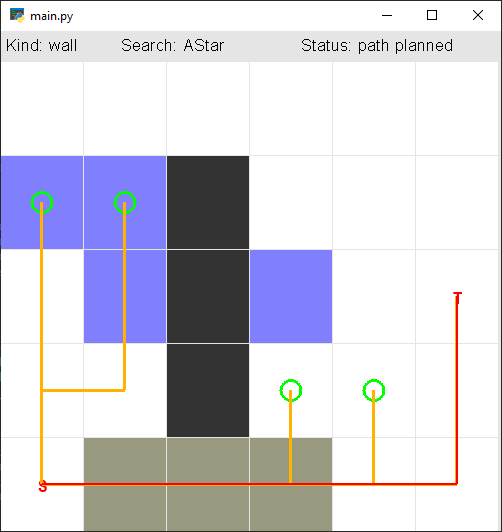 main.py
Kind: wall Search: AStar Status: path planned
T
S